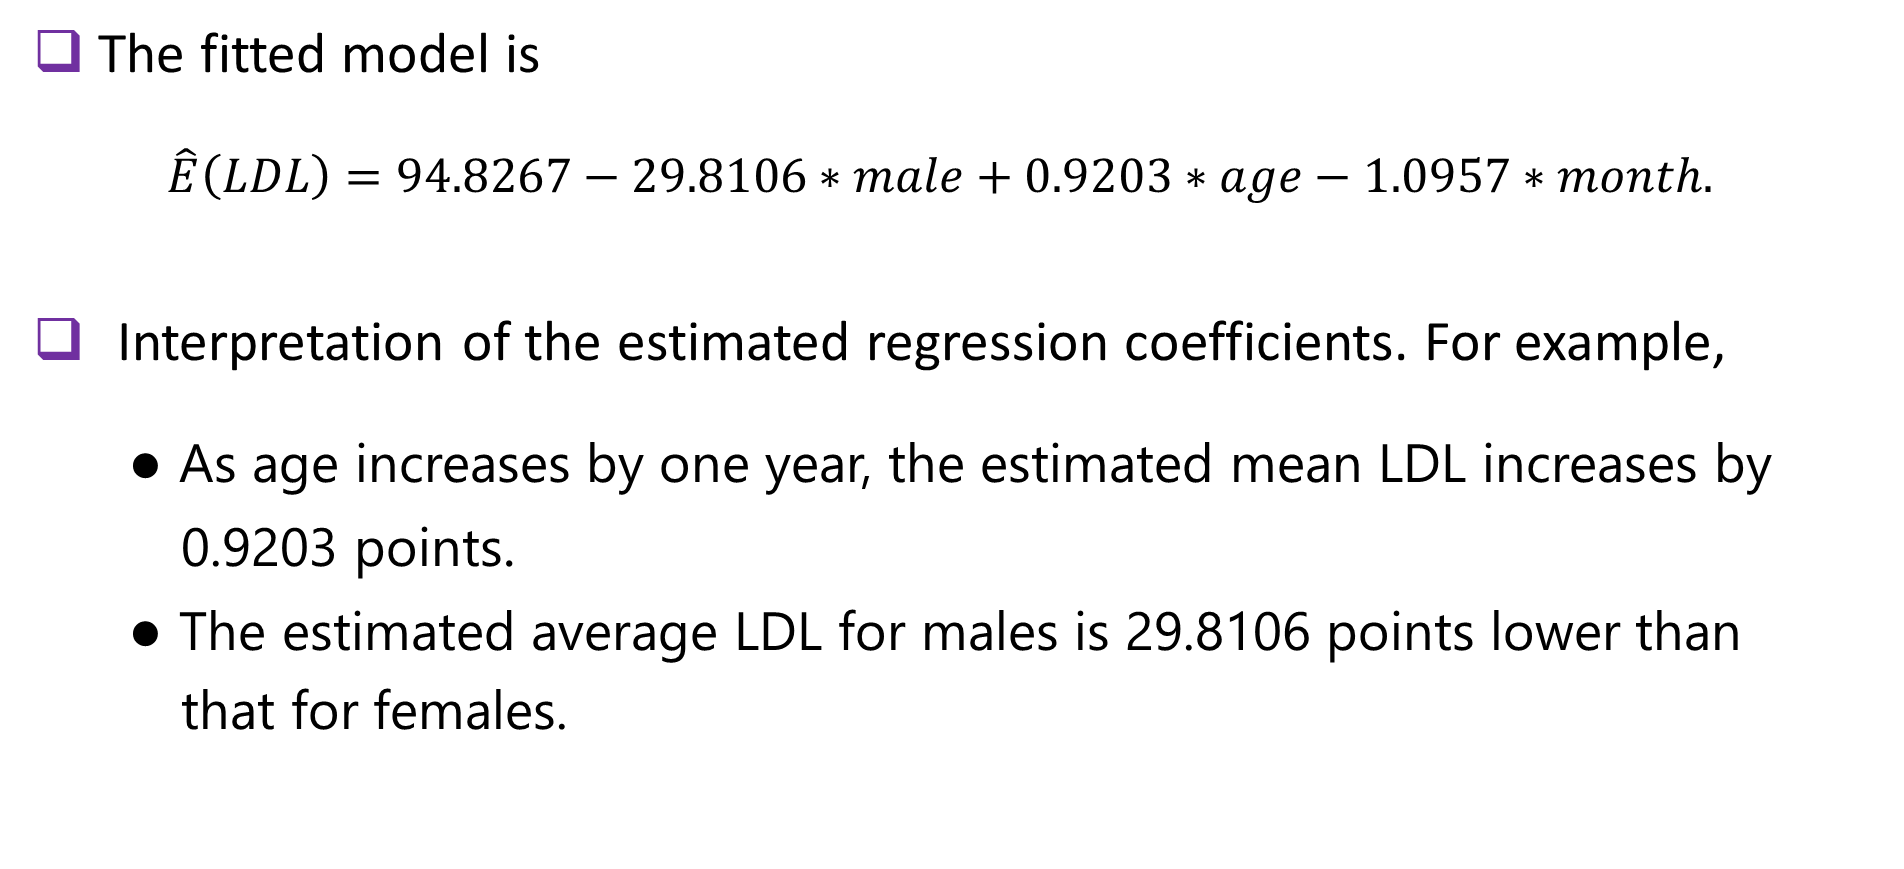 ❑ The fitted model is
Ê(LDL) = 94.8267 − 29.8106 ∗ male + 0.9203 ∗ age − 1.0957 ∗ month.
❑ Interpretation of the estimated regression coefficients. For example,
● As age increases by one year, the estimated mean LDL increases by
0.9203 points.
● The estimated average LDL for males is 29.8106 points lower than
that for females.